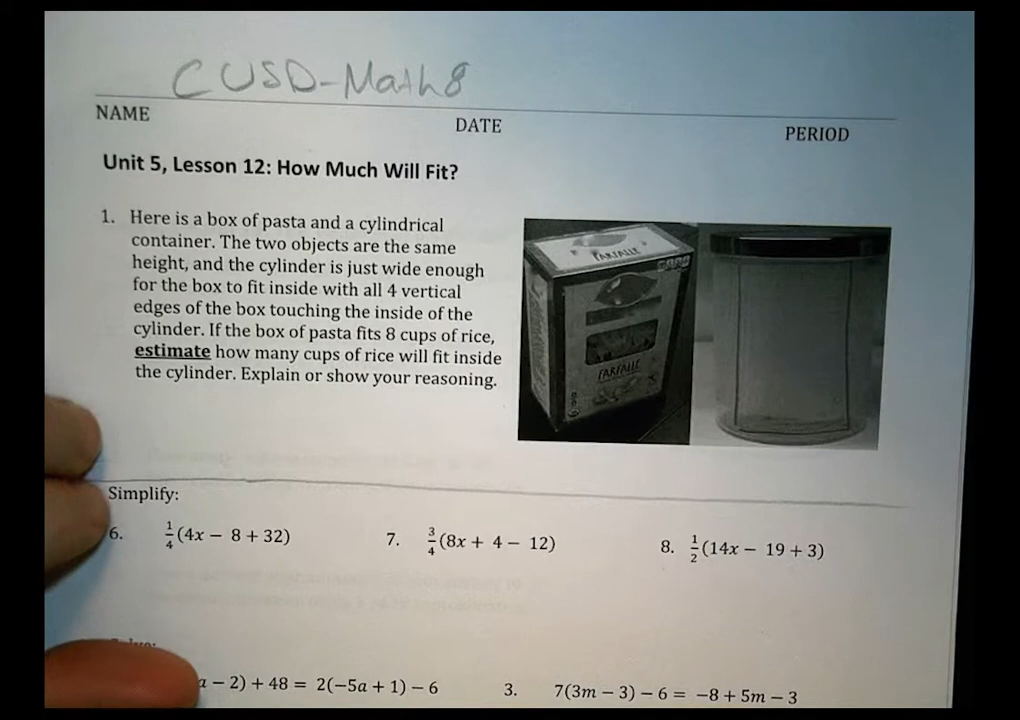 CUSD-Math8
NAME
DATE
PERIOD
Unit 5, Lesson 12: How Much Will Fit?
1. Here is a box of pasta and a cylindrical
container. The two objects are the same
height, and the cylinder is just wide enough
for the box to fit inside with all 4 vertical
edges of the box touching the inside of the
cylinder. If the box of pasta fits 8 cups of rice,
estimate how many cups of rice will fit inside
the cylinder. Explain or show your reasoning.
FARFALLE
FARFALLE
Simplify:
6. 1/4(4x − 8 + 32)
7. 3/4(8x + 4 − 12)
8. 1/2(14x − 19 + 3)
− 2) + 48 = 2(−5a + 1) − 6
3. 7(3m − 3) − 6 = −8 + 5m − 3